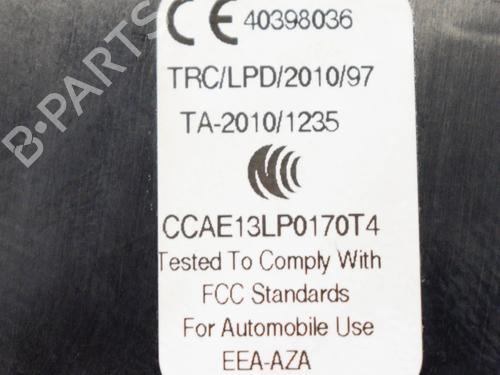 CE 40398036
TRC/LPD/2010/97
TA-2010/1235
CCAE13LP0170T4
Tested To Comply With
FCC Standards
For Automobile Use
EEA-AZA
B-PARTS